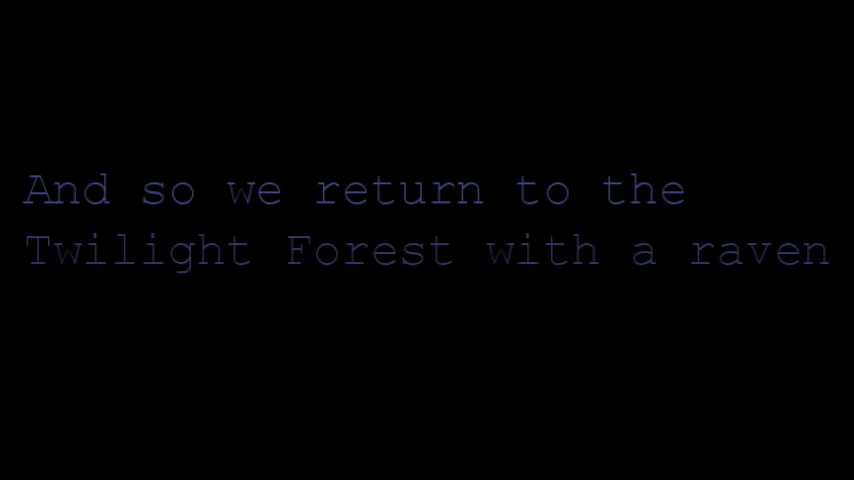 And so we return to the
Twilight Forest with a raven